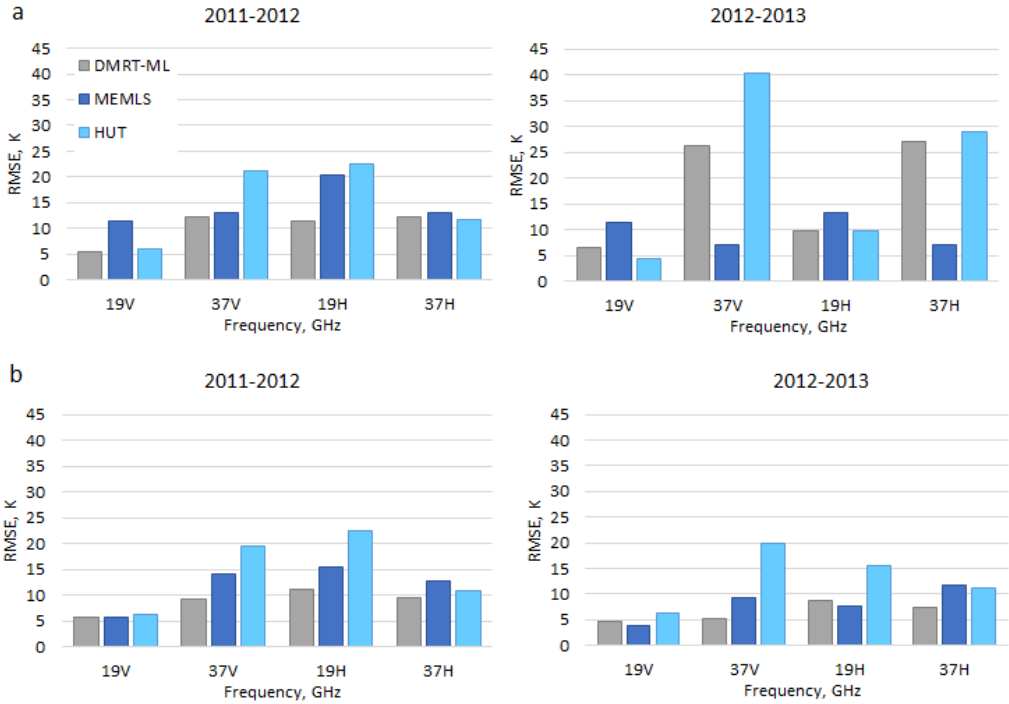 a
2011-2012
45
40
35
30
25
20
15
10
5
0
RMSE, K
DMRT-ML
MEMLS
HUT
19V 37V 19H 37H
Frequency, GHz
2012-2013
45
40
35
30
25
20
15
10
5
0
RMSE, K
19V 37V 19H 37H
Frequency, GHz
b
2011-2012
45
40
35
30
25
20
15
10
5
0
RMSE, K
19V 37V 19H 37H
Frequency, GHz
2012-2013
45
40
35
30
25
20
15
10
5
0
RMSE, K
19V 37V 19H 37H
Frequency, GHz